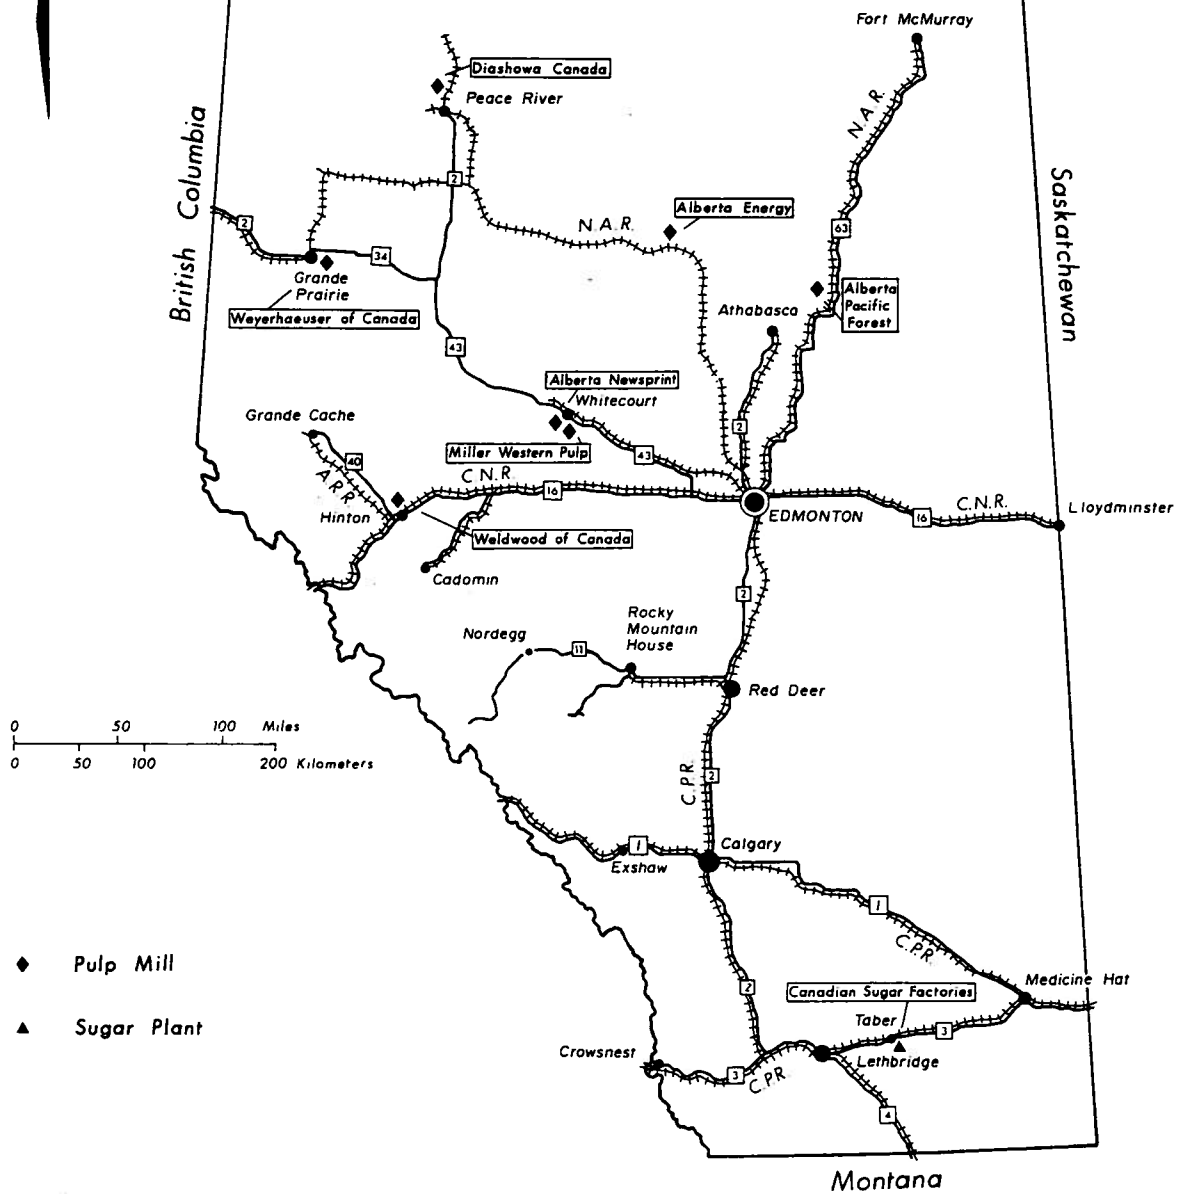 Fort McMurray
Diashowa Canada
Peace River
N.A.R.
British Columbia
Saskatchewan
2
2
Alberta Energy
N.A.R.
63
34
Grande
Prairie
Weyerhaeuser of Canada
Alberta
Pacific
Forest
Athabasca
43
Alberta Newsprint
Whitecourt
Grande Cache
2
Miller Western Pulp
43
40
A.R.R.
C.N.R.
16
Hinton
EDMONTON
16
C.N.R.
Lloydminster
Weldwood of Canada
Cadomin
2
Rocky
Mountain
House
Nordegg
11
Red Deer
0 50 100 Miles
0 50 100 200 Kilometers
C.P.R.
2
1
Calgary
Exshaw
1
C.P.R.
Pulp Mill
Medicine Hat
2
Canadian Sugar Factories
Taber
3
Sugar Plant
Crowsnest
Lethbridge
3
C.P.R.
4
Montana